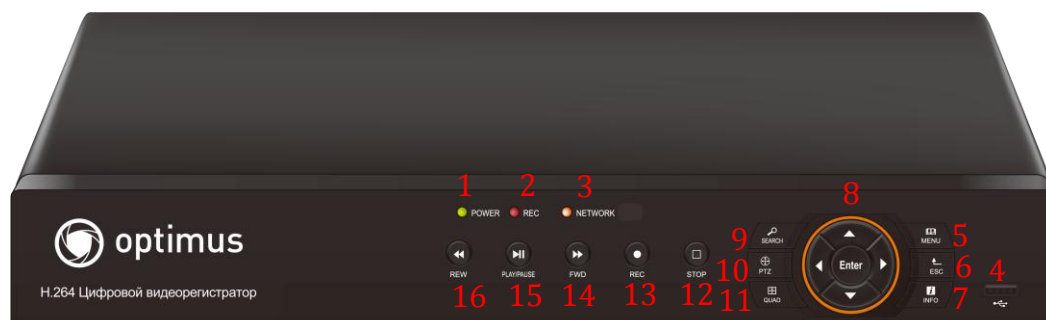 1 2 3
POWER REC NETWORK
8
optimus
9 SEARCH
MENU 5
10 PTZ
Enter
ESC 6
4
REW PLAY/PAUSE FWD REC STOP
16 15 14 13 12
11 QUAD
INFO 7
H.264 Цифровой видеорегистратор